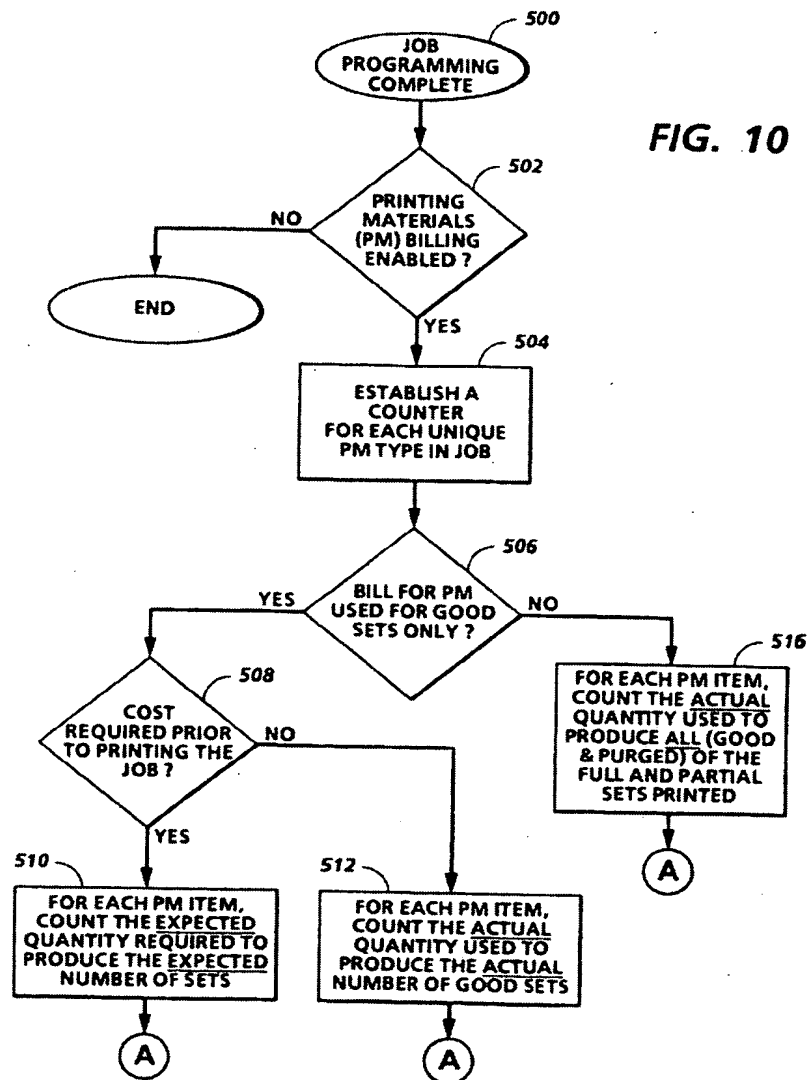 500
JOB
PROGRAMMING
COMPLETE
FIG. 10
502
PRINTING
MATERIALS
(PM) BILLING
ENABLED ?
NO
END
YES
504
ESTABLISH A
COUNTER
FOR EACH UNIQUE
PM TYPE IN JOB
506
BILL FOR PM
USED FOR GOOD
SETS ONLY ?
YES
NO
508
COST
REQUIRED PRIOR
TO PRINTING THE
JOB ?
NO
YES
516
FOR EACH PM ITEM,
COUNT THE ACTUAL
QUANTITY USED TO
PRODUCE ALL (GOOD
& PURGED) OF THE
FULL AND PARTIAL
SETS PRINTED
A
510
FOR EACH PM ITEM,
COUNT THE EXPECTED
QUANTITY REQUIRED TO
PRODUCE THE EXPECTED
NUMBER OF SETS
A
512
FOR EACH PM ITEM,
COUNT THE ACTUAL
QUANTITY USED TO
PRODUCE THE ACTUAL
NUMBER OF GOOD SETS
A